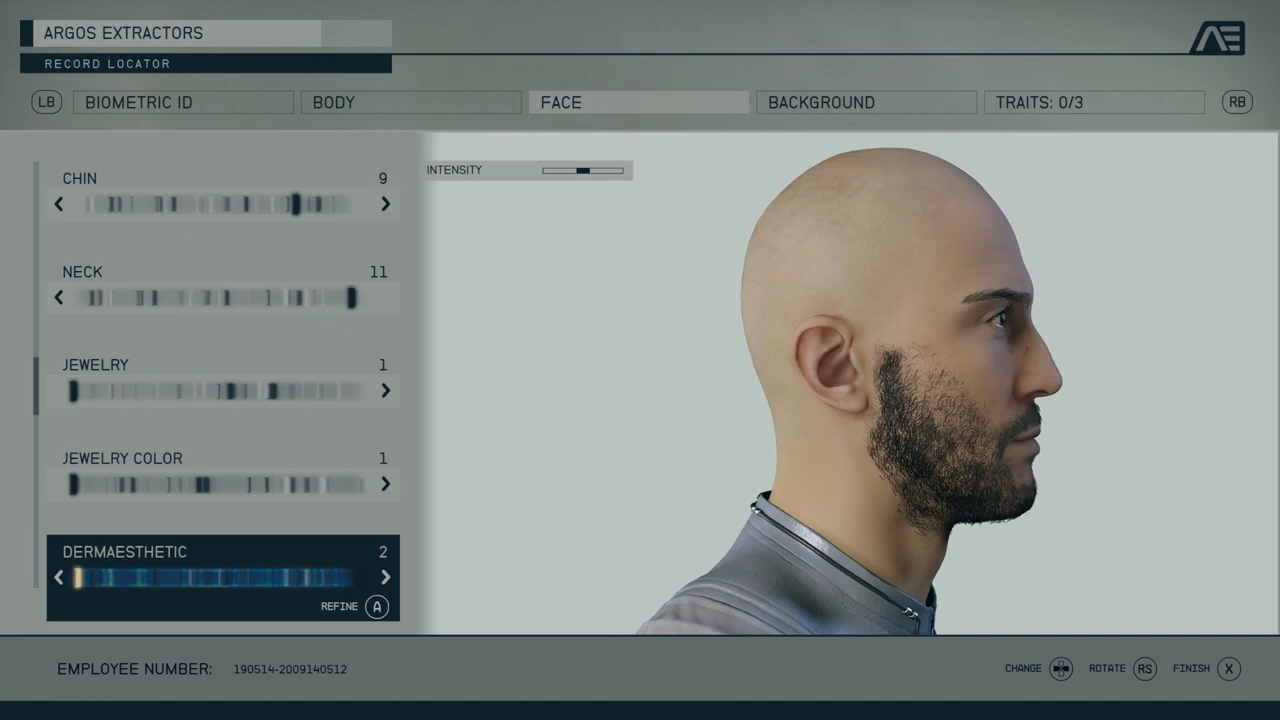 ARGOS EXTRACTORS
RECORD LOCATOR
AE
LB BIOMETRIC ID BODY FACE BACKGROUND TRAITS: 0/3 RB
INTENSITY
CHIN 9
NECK 11
JEWELRY 1
JEWELRY COLOR 1
DERMAESTHETIC 2
REFINE A
EMPLOYEE NUMBER: 190514-2009140512
CHANGE ROTATE RS FINISH X